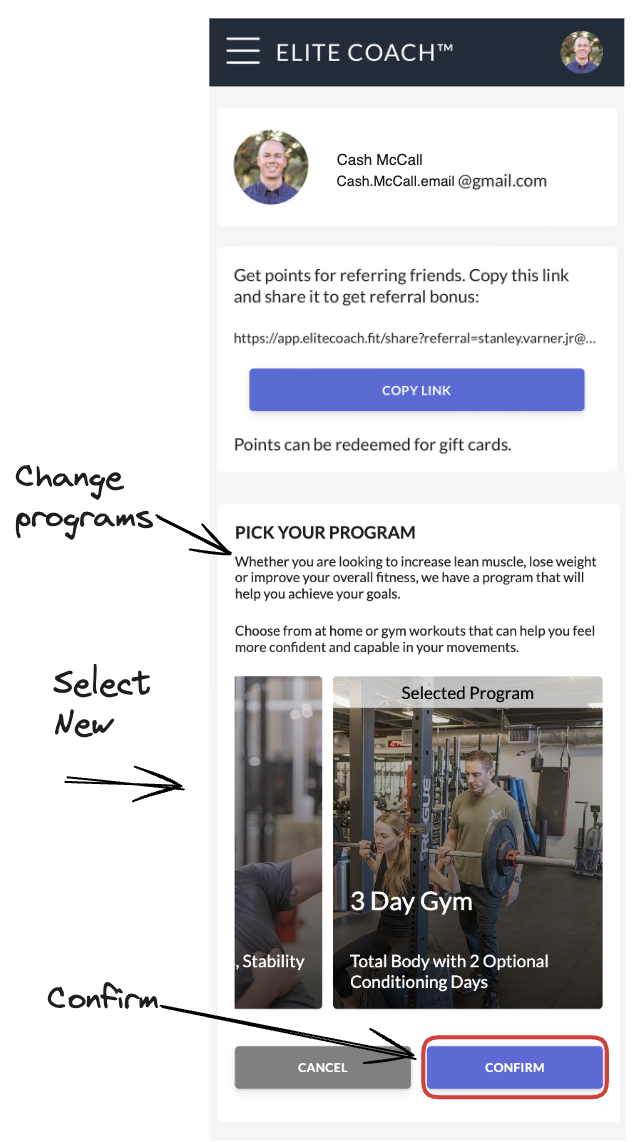 ELITE COACH™
Cash McCall
Cash.McCall.email @gmail.com
Get points for referring friends. Copy this link
and share it to get referral bonus:
https://app.elitecoach.fit/share?referral=stanley.varner.jr@...
COPY LINK
Points can be redeemed for gift cards.
Change
programs
PICK YOUR PROGRAM
Whether you are looking to increase lean muscle, lose weight
or improve your overall fitness, we have a program that will
help you achieve your goals.
Choose from at home or gym workouts that can help you feel
more confident and capable in your movements.
Select
New
Selected Program
ROGUE
3 Day Gym
, Stability
Total Body with 2 Optional
Conditioning Days
Confirm
CANCEL
CONFIRM